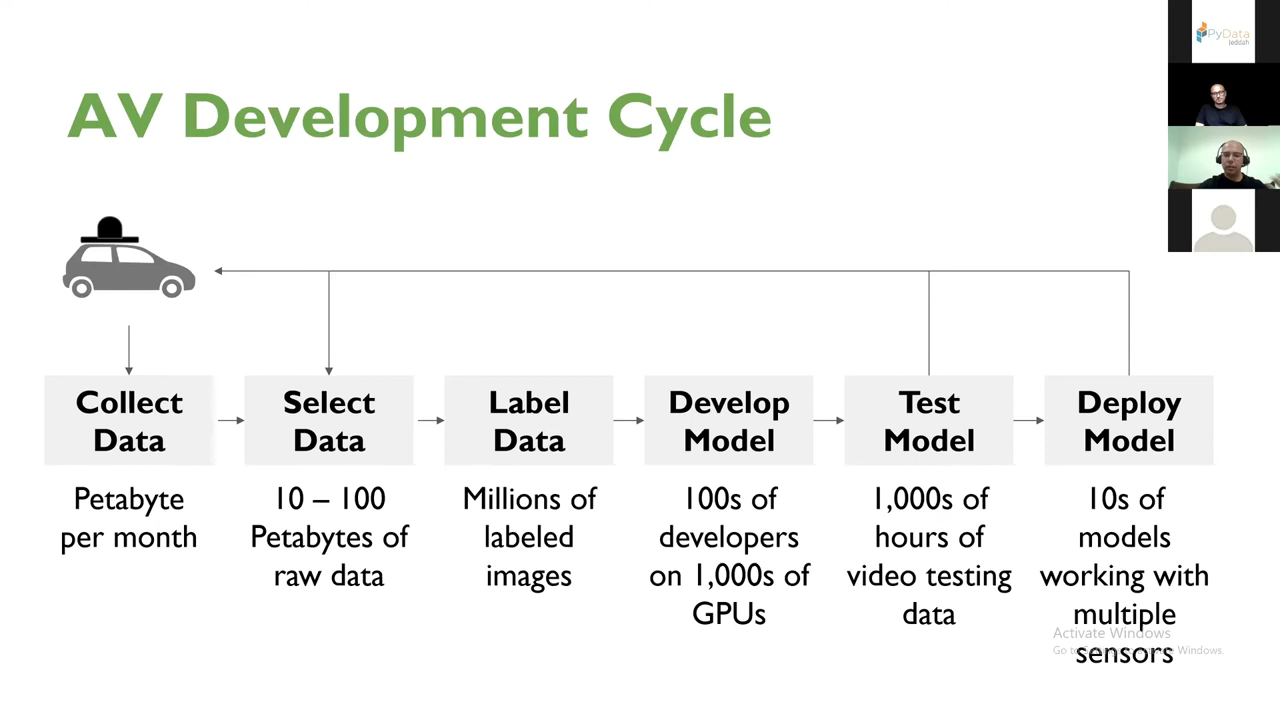 AV Development Cycle
PyData
Jeddah
Collect
Data
Select
Data
Label
Data
Develop
Model
Test
Model
Deploy
Model
Petabyte
per month
10 – 100
Petabytes of
raw data
Millions of
labeled
images
100s of
developers
on 1,000s of
GPUs
1,000s of
hours of
video testing
data
10s of
models
working with
multiple
sensors
Activate Windows
Go to Settings to activate Windows.